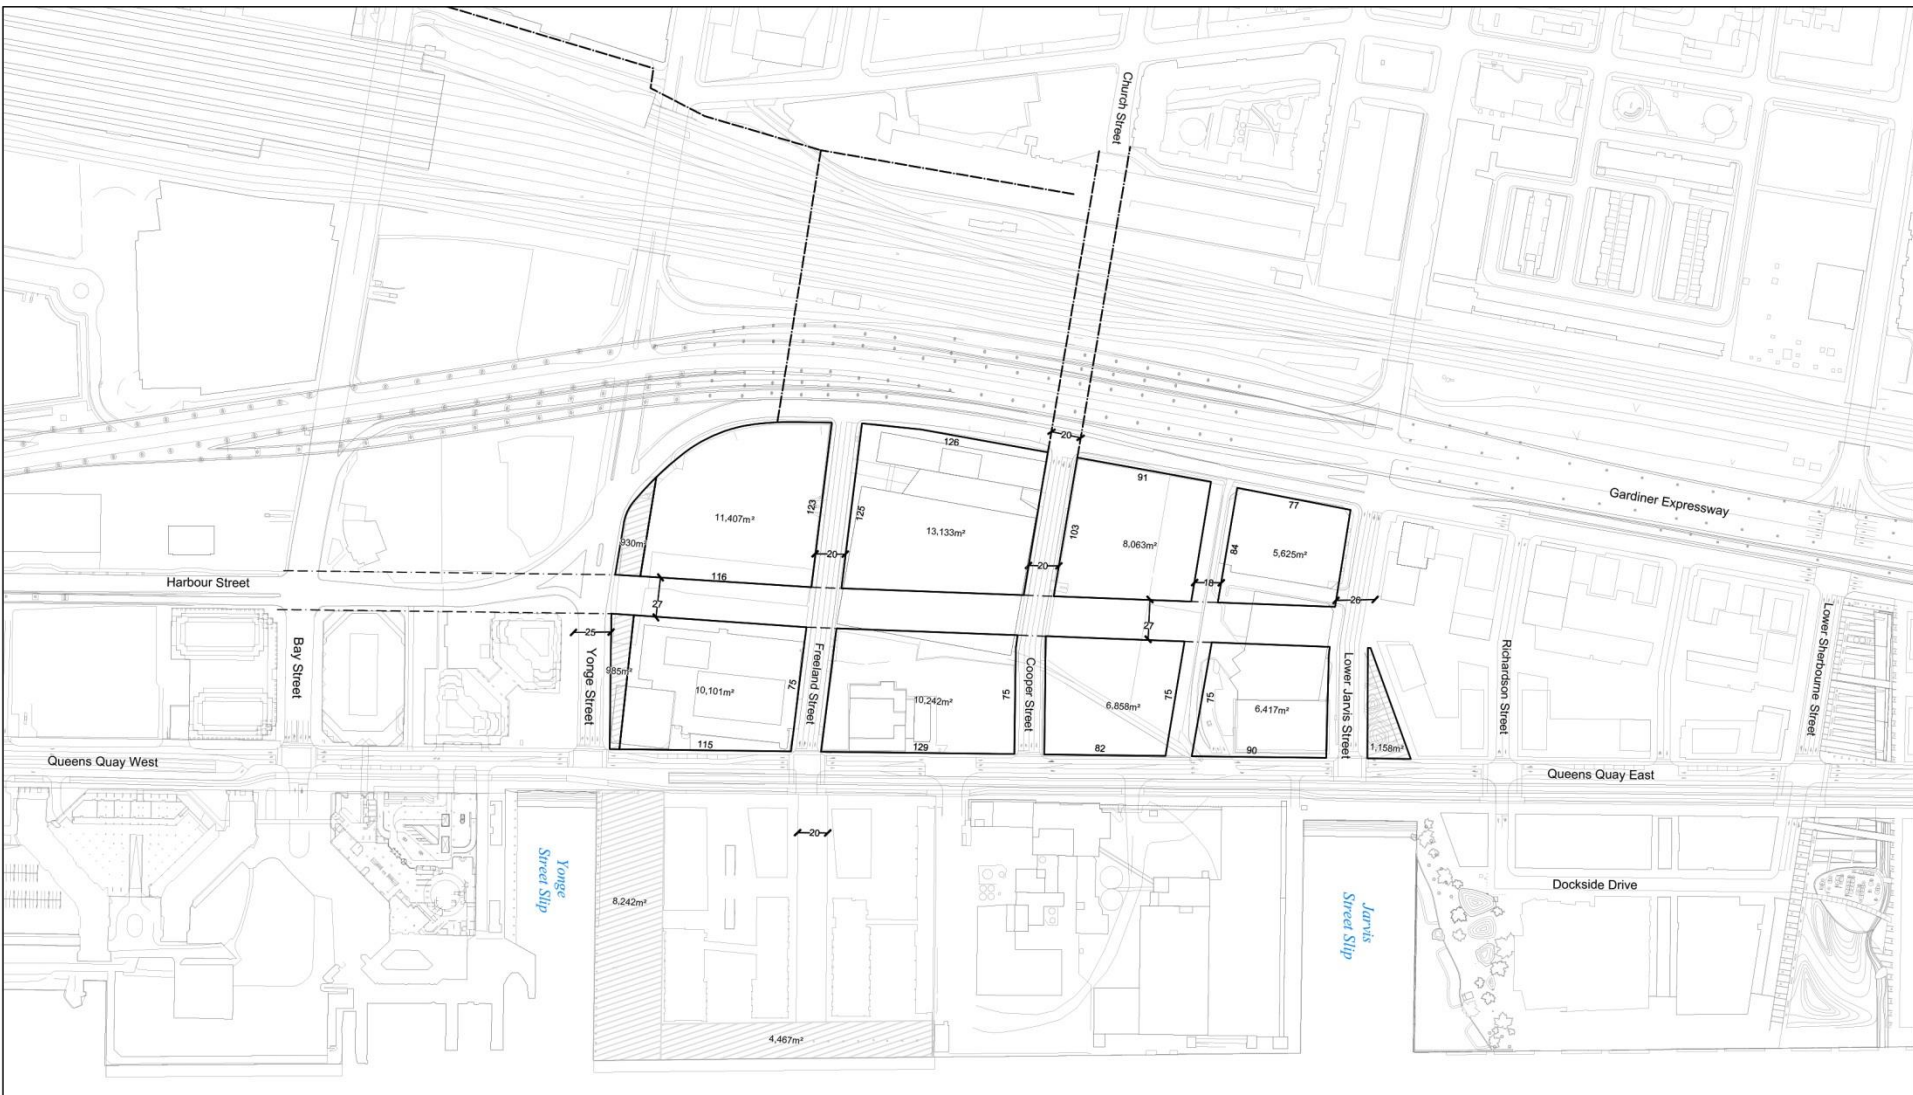 Church Street
20
126
91
77
Gardiner Expressway
123
125
11,407m²
13,133m²
103
8,063m²
84
5,625m²
930m²
20
20
18
26
Harbour Street
116
27
27
Lower Sherbourne Street
25
Bay Street
Yonge Street
985m²
10,101m²
75
Freeland Street
10,242m²
75
Cooper Street
6,858m²
75
75
6,417m²
Lower Jarvis Street
Richardson Street
115
129
82
90
1,158m²
Queens Quay West
Queens Quay East
20
Yonge
Street Slip
8,242m²
Jarvis
Street Slip
Dockside Drive
4,467m²